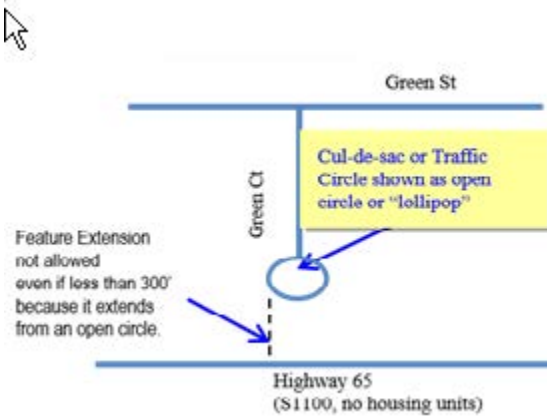 Green St
Cul-de-sac or Traffic
Circle shown as open
circle or “lollipop”
Green Ct
Feature Extension
not allowed
even if less than 300'
because it extends
from an open circle.
Highway 65
(S1100, no housing units)